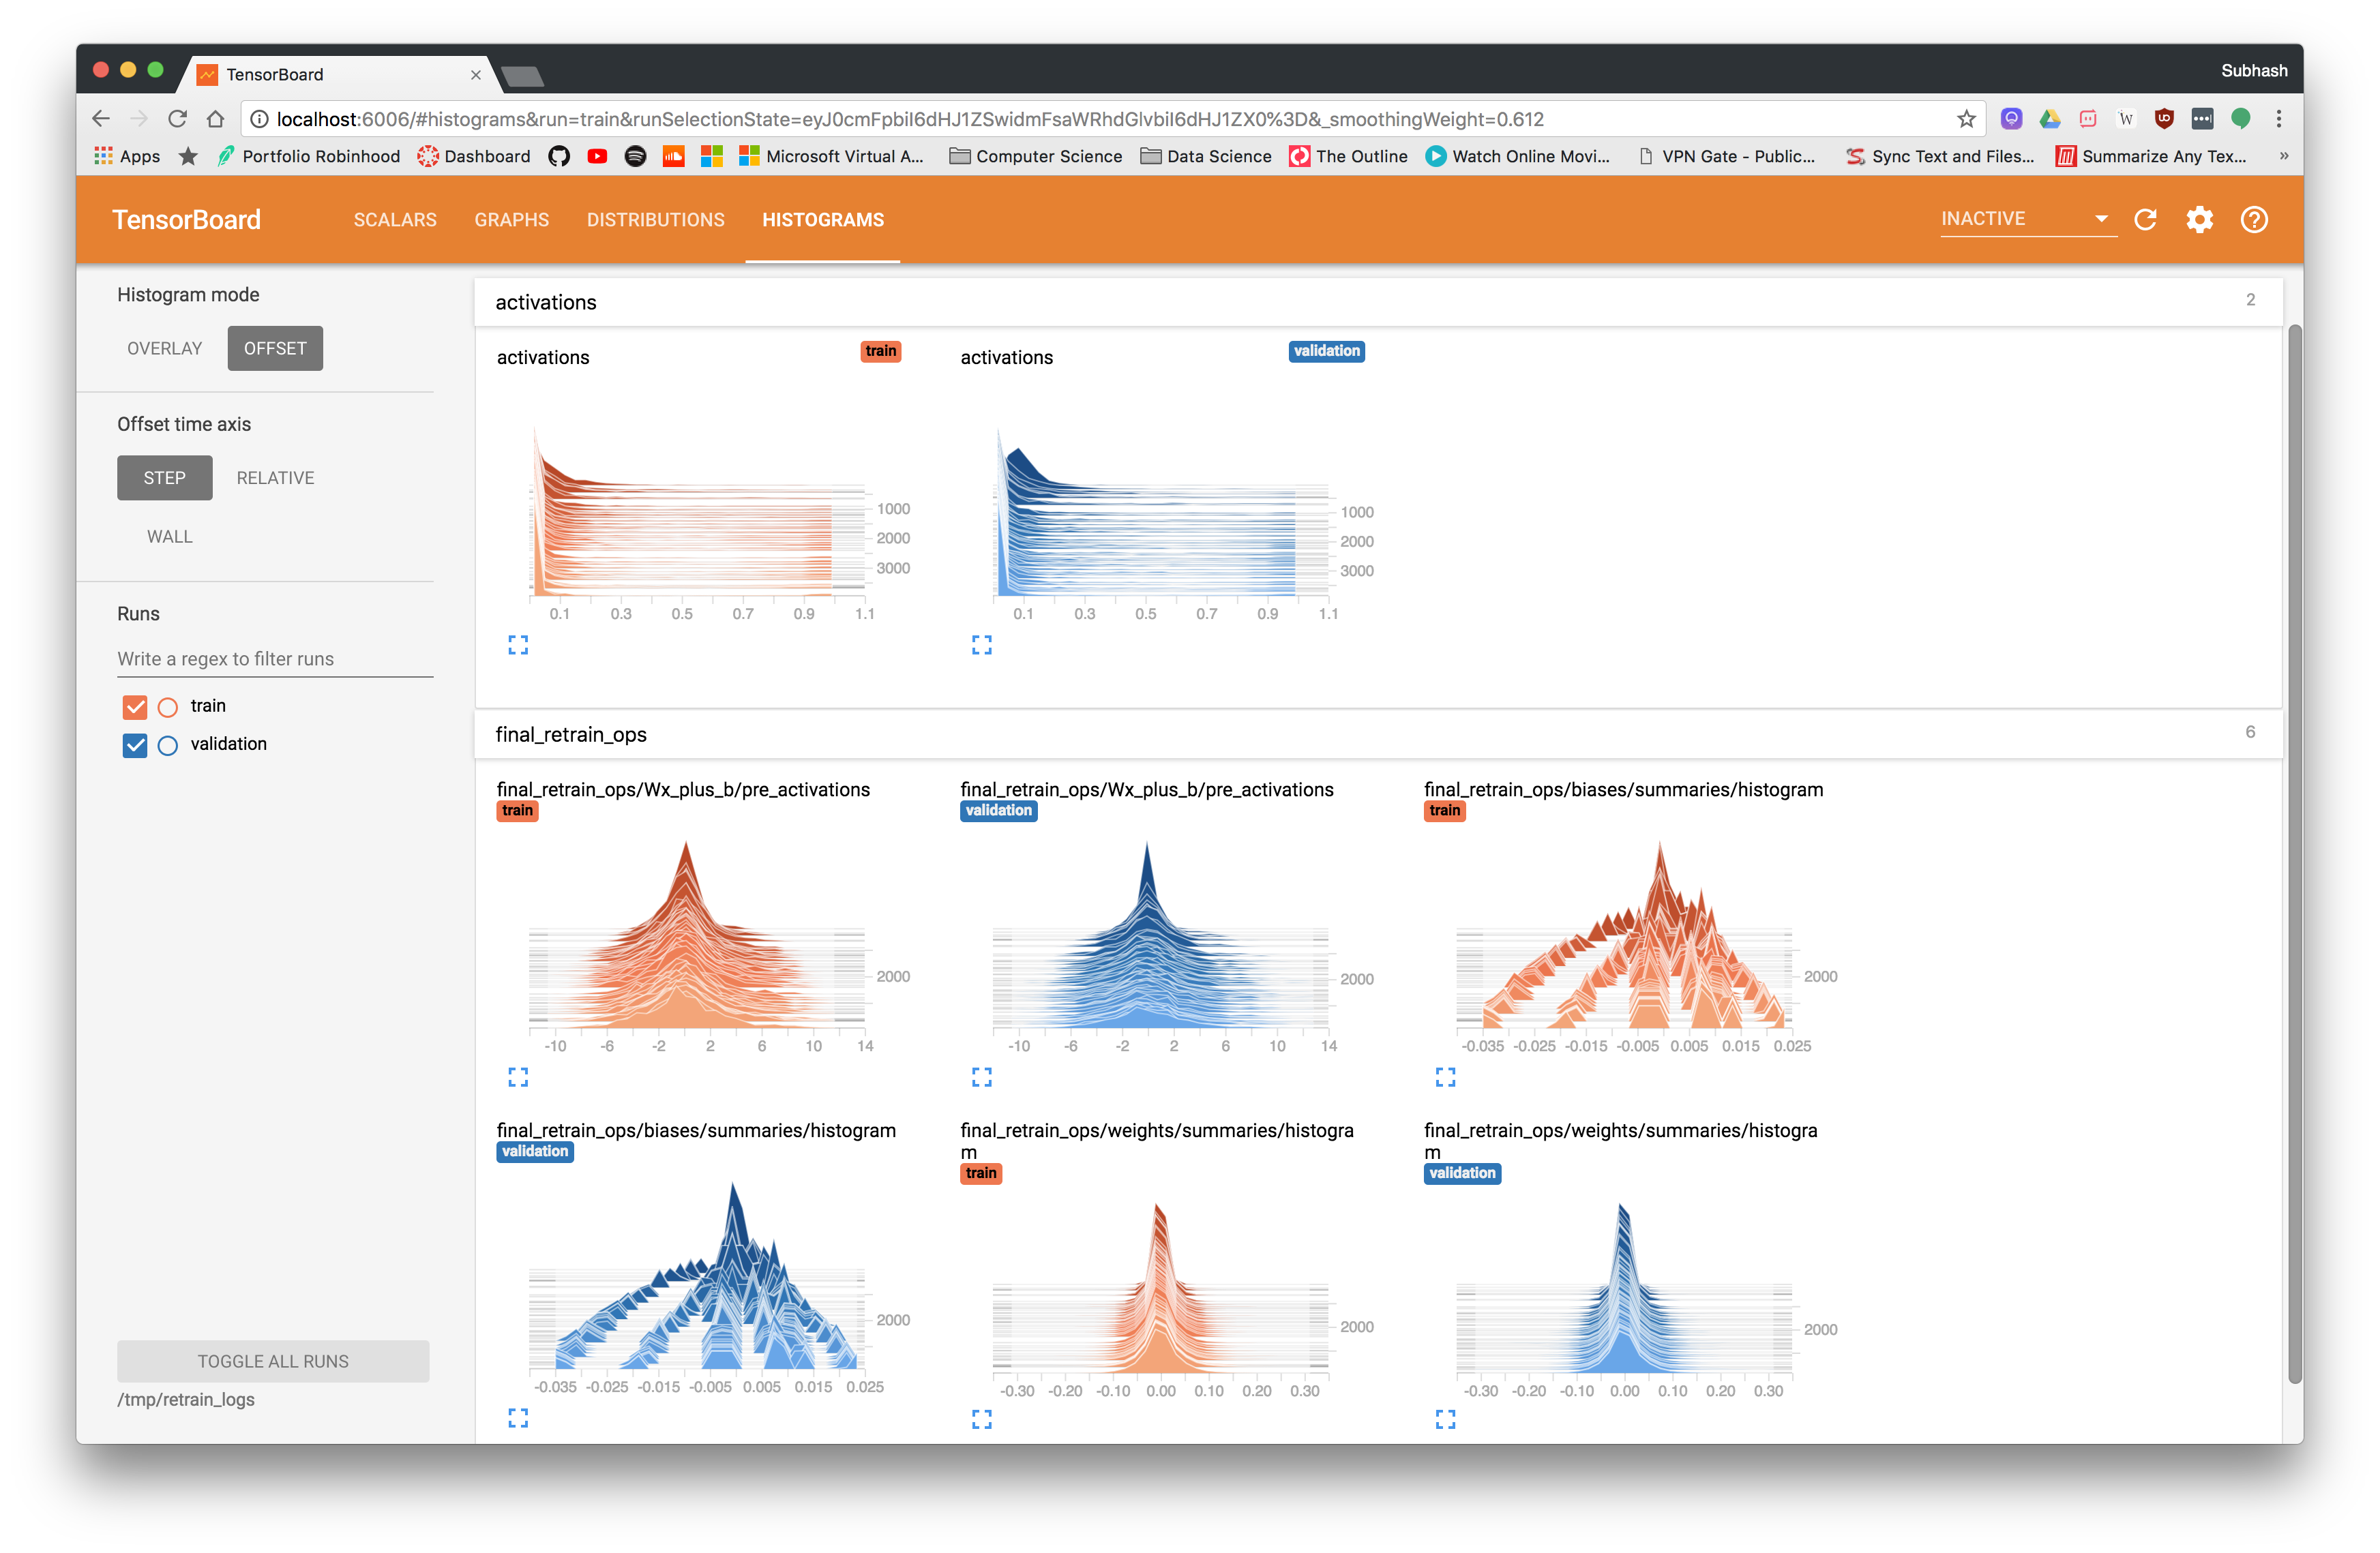 TensorBoard
Subhash
localhost:6006/#histograms&run=train&runSelectionState=eyJ0cmFpbiI6dHJ1ZSwidmFsaWRhdGlvbiI6dHJ1ZX0%3D&_smoothingWeight=0.612
Apps Portfolio Robinhood Dashboard Microsoft Virtual A... Computer Science Data Science The Outline Watch Online Movi... VPN Gate - Public... Sync Text and Files... Summarize Any Tex... »
TensorBoard SCALARS GRAPHS DISTRIBUTIONS HISTOGRAMS INACTIVE
Histogram mode
OVERLAY OFFSET
Offset time axis
STEP RELATIVE
WALL
Runs
Write a regex to filter runs
train
validation
TOGGLE ALL RUNS
/tmp/retrain_logs
activations 2
activations train
1000
2000
3000
0.1 0.3 0.5 0.7 0.9 1.1
activations validation
1000
2000
3000
0.1 0.3 0.5 0.7 0.9 1.1
final_retrain_ops 6
final_retrain_ops/Wx_plus_b/pre_activations
train
2000
-10 -6 -2 2 6 10 14
final_retrain_ops/Wx_plus_b/pre_activations
validation
2000
-10 -6 -2 2 6 10 14
final_retrain_ops/biases/summaries/histogram
train
2000
-0.035 -0.025 -0.015 -0.005 0.005 0.015 0.025
final_retrain_ops/biases/summaries/histogram
validation
2000
-0.035 -0.025 -0.015 -0.005 0.005 0.015 0.025
final_retrain_ops/weights/summaries/histogra
m
train
2000
-0.30 -0.20 -0.10 0.00 0.10 0.20 0.30
final_retrain_ops/weights/summaries/histogra
m
validation
2000
-0.30 -0.20 -0.10 0.00 0.10 0.20 0.30